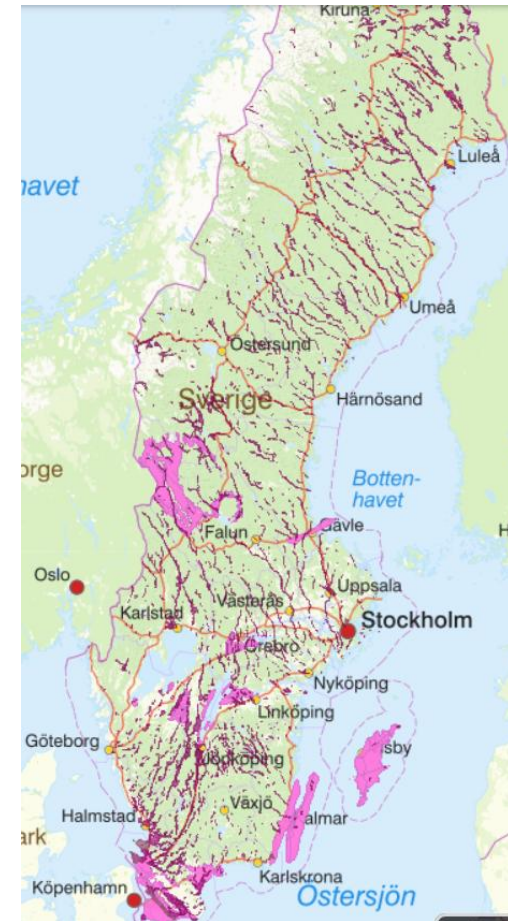 Kiruna
Luleå
havet
Umeå
Östersund
Härnösand
Sverige
orge
Botten-
havet
Gävle
Falun
H
Oslo
Uppsala
Västerås
Karlstad
Stockholm
Örebro
Nyköping
Linköping
Göteborg
isby
Jönköping
Växjö
Halmstad
almar
ark
Karlskrona
Köpenhamn
Östersjön